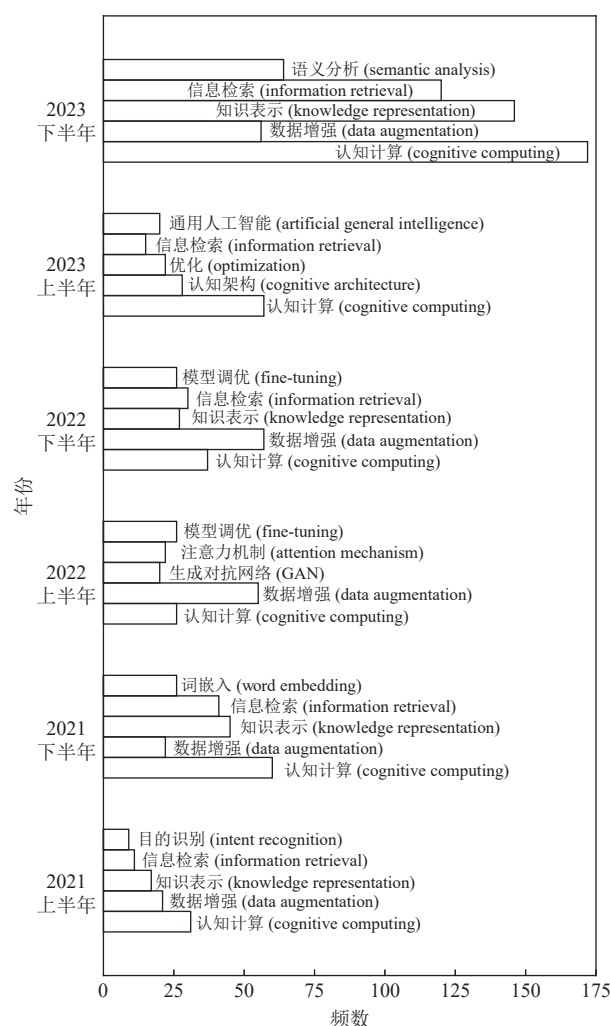 2023
下半年
语义分析 (semantic analysis)
信息检索 (information retrieval)
知识表示 (knowledge representation)
数据增强 (data augmentation)
认知计算 (cognitive computing)
2023
上半年
通用人工智能 (artificial general intelligence)
信息检索 (information retrieval)
优化 (optimization)
认知架构 (cognitive architecture)
认知计算 (cognitive computing)
2022
下半年
模型调优 (fine-tuning)
信息检索 (information retrieval)
知识表示 (knowledge representation)
数据增强 (data augmentation)
认知计算 (cognitive computing)
年份
2022
上半年
模型调优 (fine-tuning)
注意力机制 (attention mechanism)
生成对抗网络 (GAN)
数据增强 (data augmentation)
认知计算 (cognitive computing)
2021
下半年
词嵌入 (word embedding)
信息检索 (information retrieval)
知识表示 (knowledge representation)
数据增强 (data augmentation)
认知计算 (cognitive computing)
2021
上半年
目的识别 (intent recognition)
信息检索 (information retrieval)
知识表示 (knowledge representation)
数据增强 (data augmentation)
认知计算 (cognitive computing)
0 25 50 75 100 125 150 175
频数